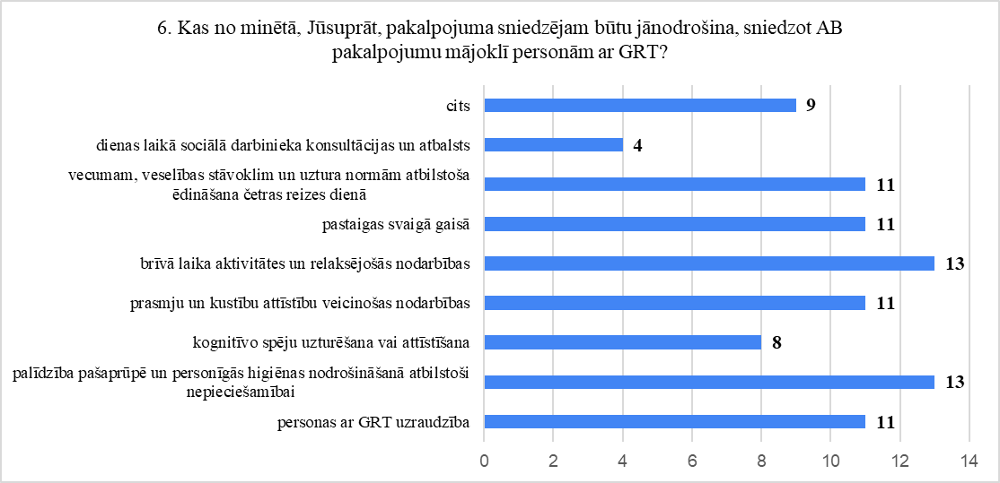 6. Kas no minētā, Jūsuprāt, pakalpojuma sniedzējam būtu jānodrošina, sniedzot AB
pakalpojumu mājoklī personām ar GRT?
cits
9
dienas laikā sociālā darbinieka konsultācijas un atbalsts
4
vecumam, veselības stāvoklim un uztura normām atbilstoša
ēdināšana četras reizes dienā
11
pastaigas svaigā gaisā
11
brīvā laika aktivitātes un relaksējošās nodarbības
13
prasmju un kustību attīstību veicinošas nodarbības
11
kognitīvo spēju uzturēšana vai attīstīšana
8
palīdzība pašaprūpē un personīgās higiēnas nodrošināšanā atbilstoši
nepieciešamībai
13
personas ar GRT uzraudzība
11
0 2 4 6 8 10 12 14